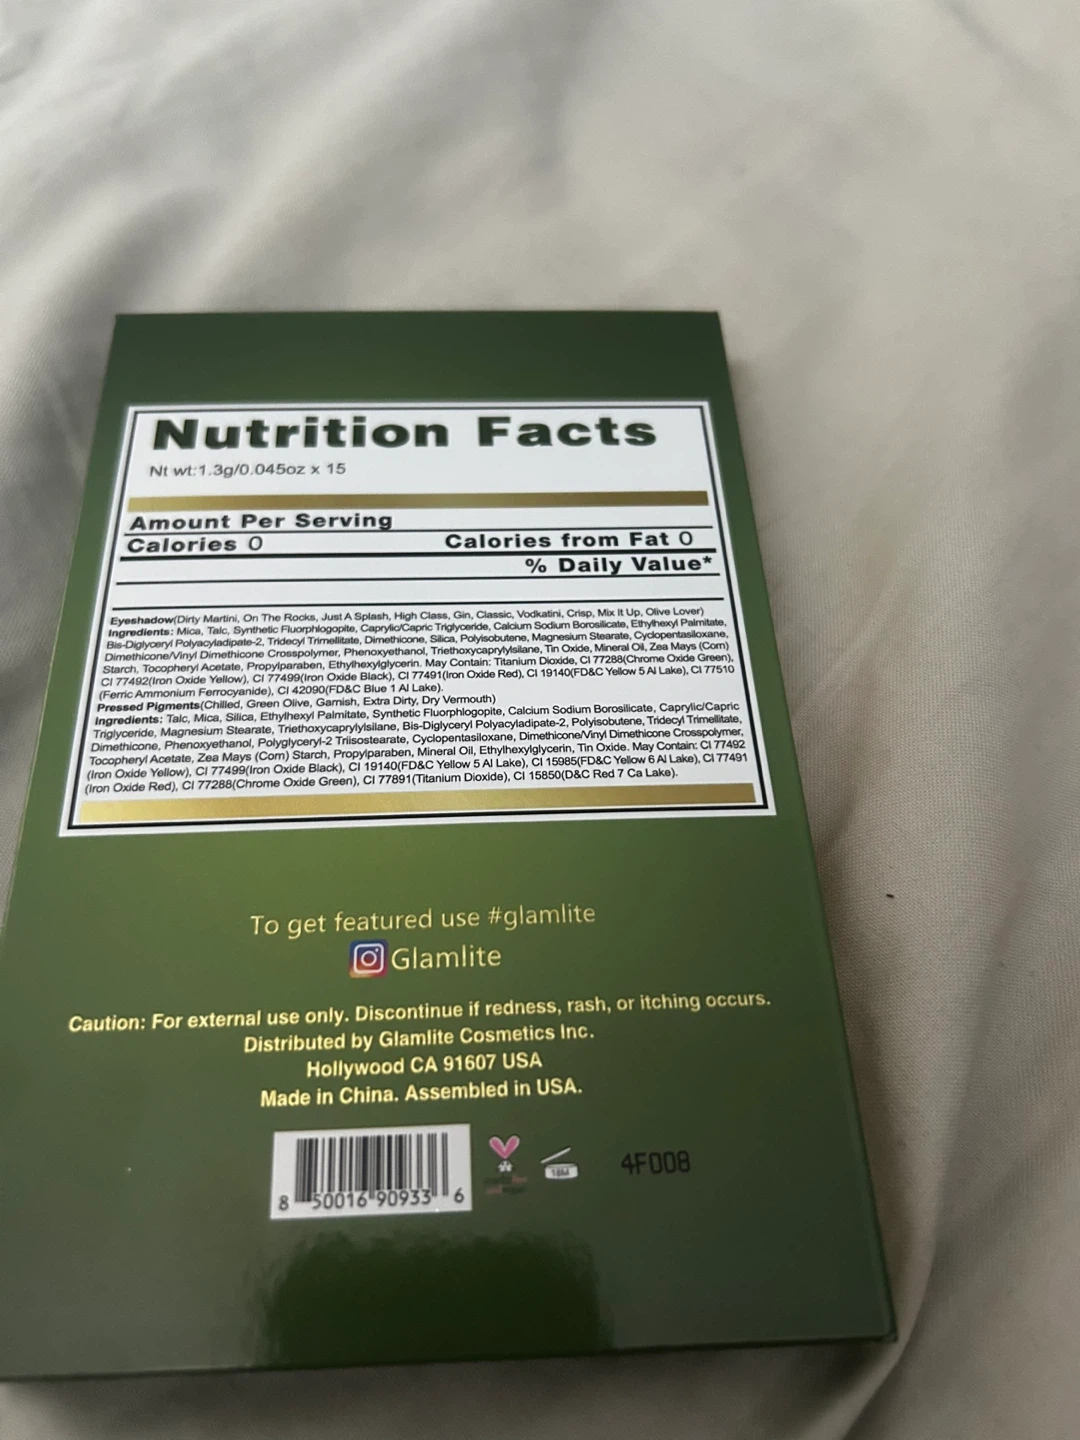 Nutrition Facts
Nt wt:1.3g/0.045oz x 15
Amount Per Serving
Calories 0 Calories from Fat 0
% Daily Value*
Eyeshadow(Dirty Martini, On The Rocks, Just A Splash, High Class, Gin, Classic, Vodkatini, Crisp, Mix It Up, Olive Lover)
Ingredients: Mica, Talc, Synthetic Fluorphlogopite, Caprylic/Capric Triglyceride, Calcium Sodium Borosilicate, Ethylhexyl Palmitate,
Bis-Diglyceryl Polyacyladipate-2, Tridecyl Trimellitate, Dimethicone, Silica, Polyisobutene, Magnesium Stearate, Cyclopentasiloxane,
Dimethicone/Vinyl Dimethicone Crosspolymer, Phenoxyethanol, Triethoxycaprylylsilane, Tin Oxide, Mineral Oil, Zea Mays (Corn)
Starch, Tocopheryl Acetate, Propylparaben, Ethylhexylglycerin. May Contain: Titanium Dioxide, CI 77288(Chrome Oxide Green),
CI 77492(Iron Oxide Yellow), CI 77499(Iron Oxide Black), CI 77491(Iron Oxide Red), CI 19140(FD&C Yellow 5 Al Lake), CI 77510
(Ferric Ammonium Ferrocyanide), CI 42090(FD&C Blue 1 Al Lake).
Pressed Pigments(Chilled, Green Olive, Garnish, Extra Dirty, Dry Vermouth)
Ingredients: Talc, Mica, Silica, Ethylhexyl Palmitate, Synthetic Fluorphlogopite, Calcium Sodium Borosilicate, Caprylic/Capric
Triglyceride, Magnesium Stearate, Triethoxycaprylylsilane, Bis-Diglyceryl Polyacyladipate-2, Polyisobutene, Tridecyl Trimellitate,
Dimethicone, Phenoxyethanol, Polyglyceryl-2 Triisostearate, Cyclopentasiloxane, Dimethicone/Vinyl Dimethicone Crosspolymer,
Tocopheryl Acetate, Zea Mays (Corn) Starch, Propylparaben, Mineral Oil, Ethylhexylglycerin, Tin Oxide. May Contain: CI 77492
(Iron Oxide Yellow), CI 77499(Iron Oxide Black), CI 19140(FD&C Yellow 5 Al Lake), CI 15985(FD&C Yellow 6 Al Lake), CI 77491
(Iron Oxide Red), CI 77288(Chrome Oxide Green), CI 77891(Titanium Dioxide), CI 15850(D&C Red 7 Ca Lake).
To get featured use #glamlite
Glamlite
Caution: For external use only. Discontinue if redness, rash, or itching occurs.
Distributed by Glamlite Cosmetics Inc.
Hollywood CA 91607 USA
Made in China. Assembled in USA.
8 50016 90933 6
18M
4F008